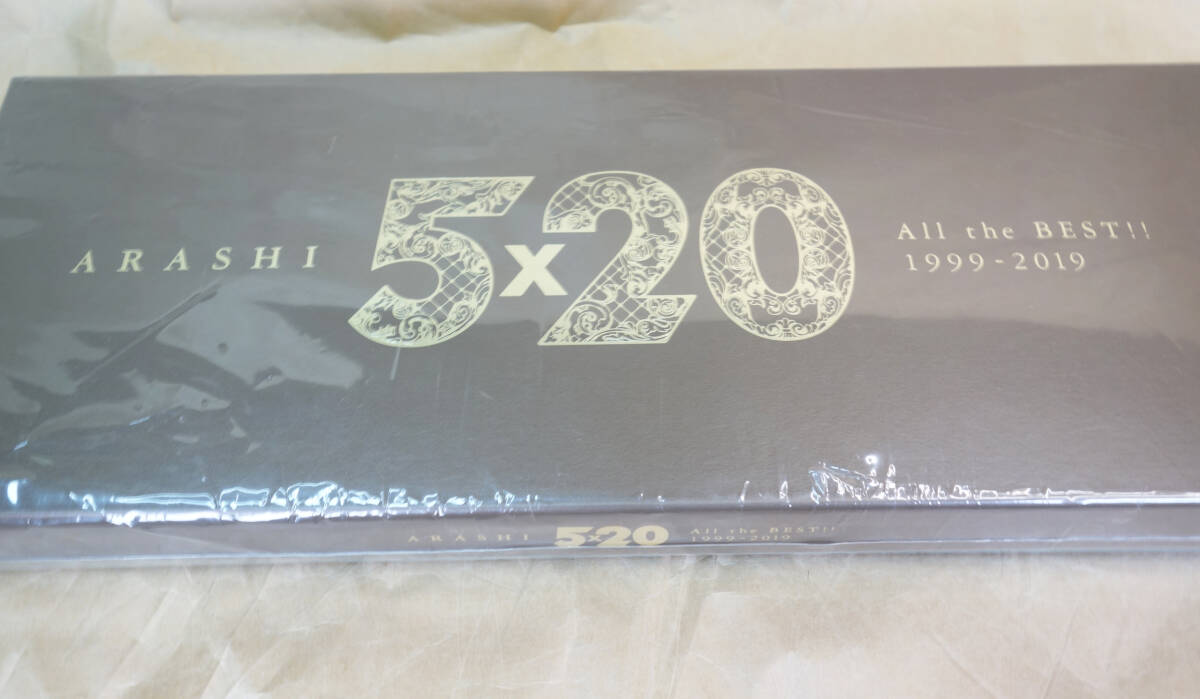 ARASHI
5x20
All the BEST!!
1999-2019
ARASHI
5x20
All the BEST!!
1999-2019